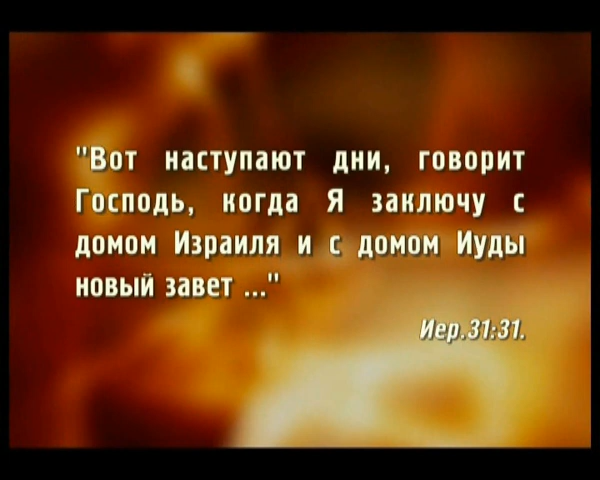 "Вот наступают дни, говорит
Господь, когда Я заключу с
домом Израиля и с домом Иуды
новый завет ..."
Иер.31:31.